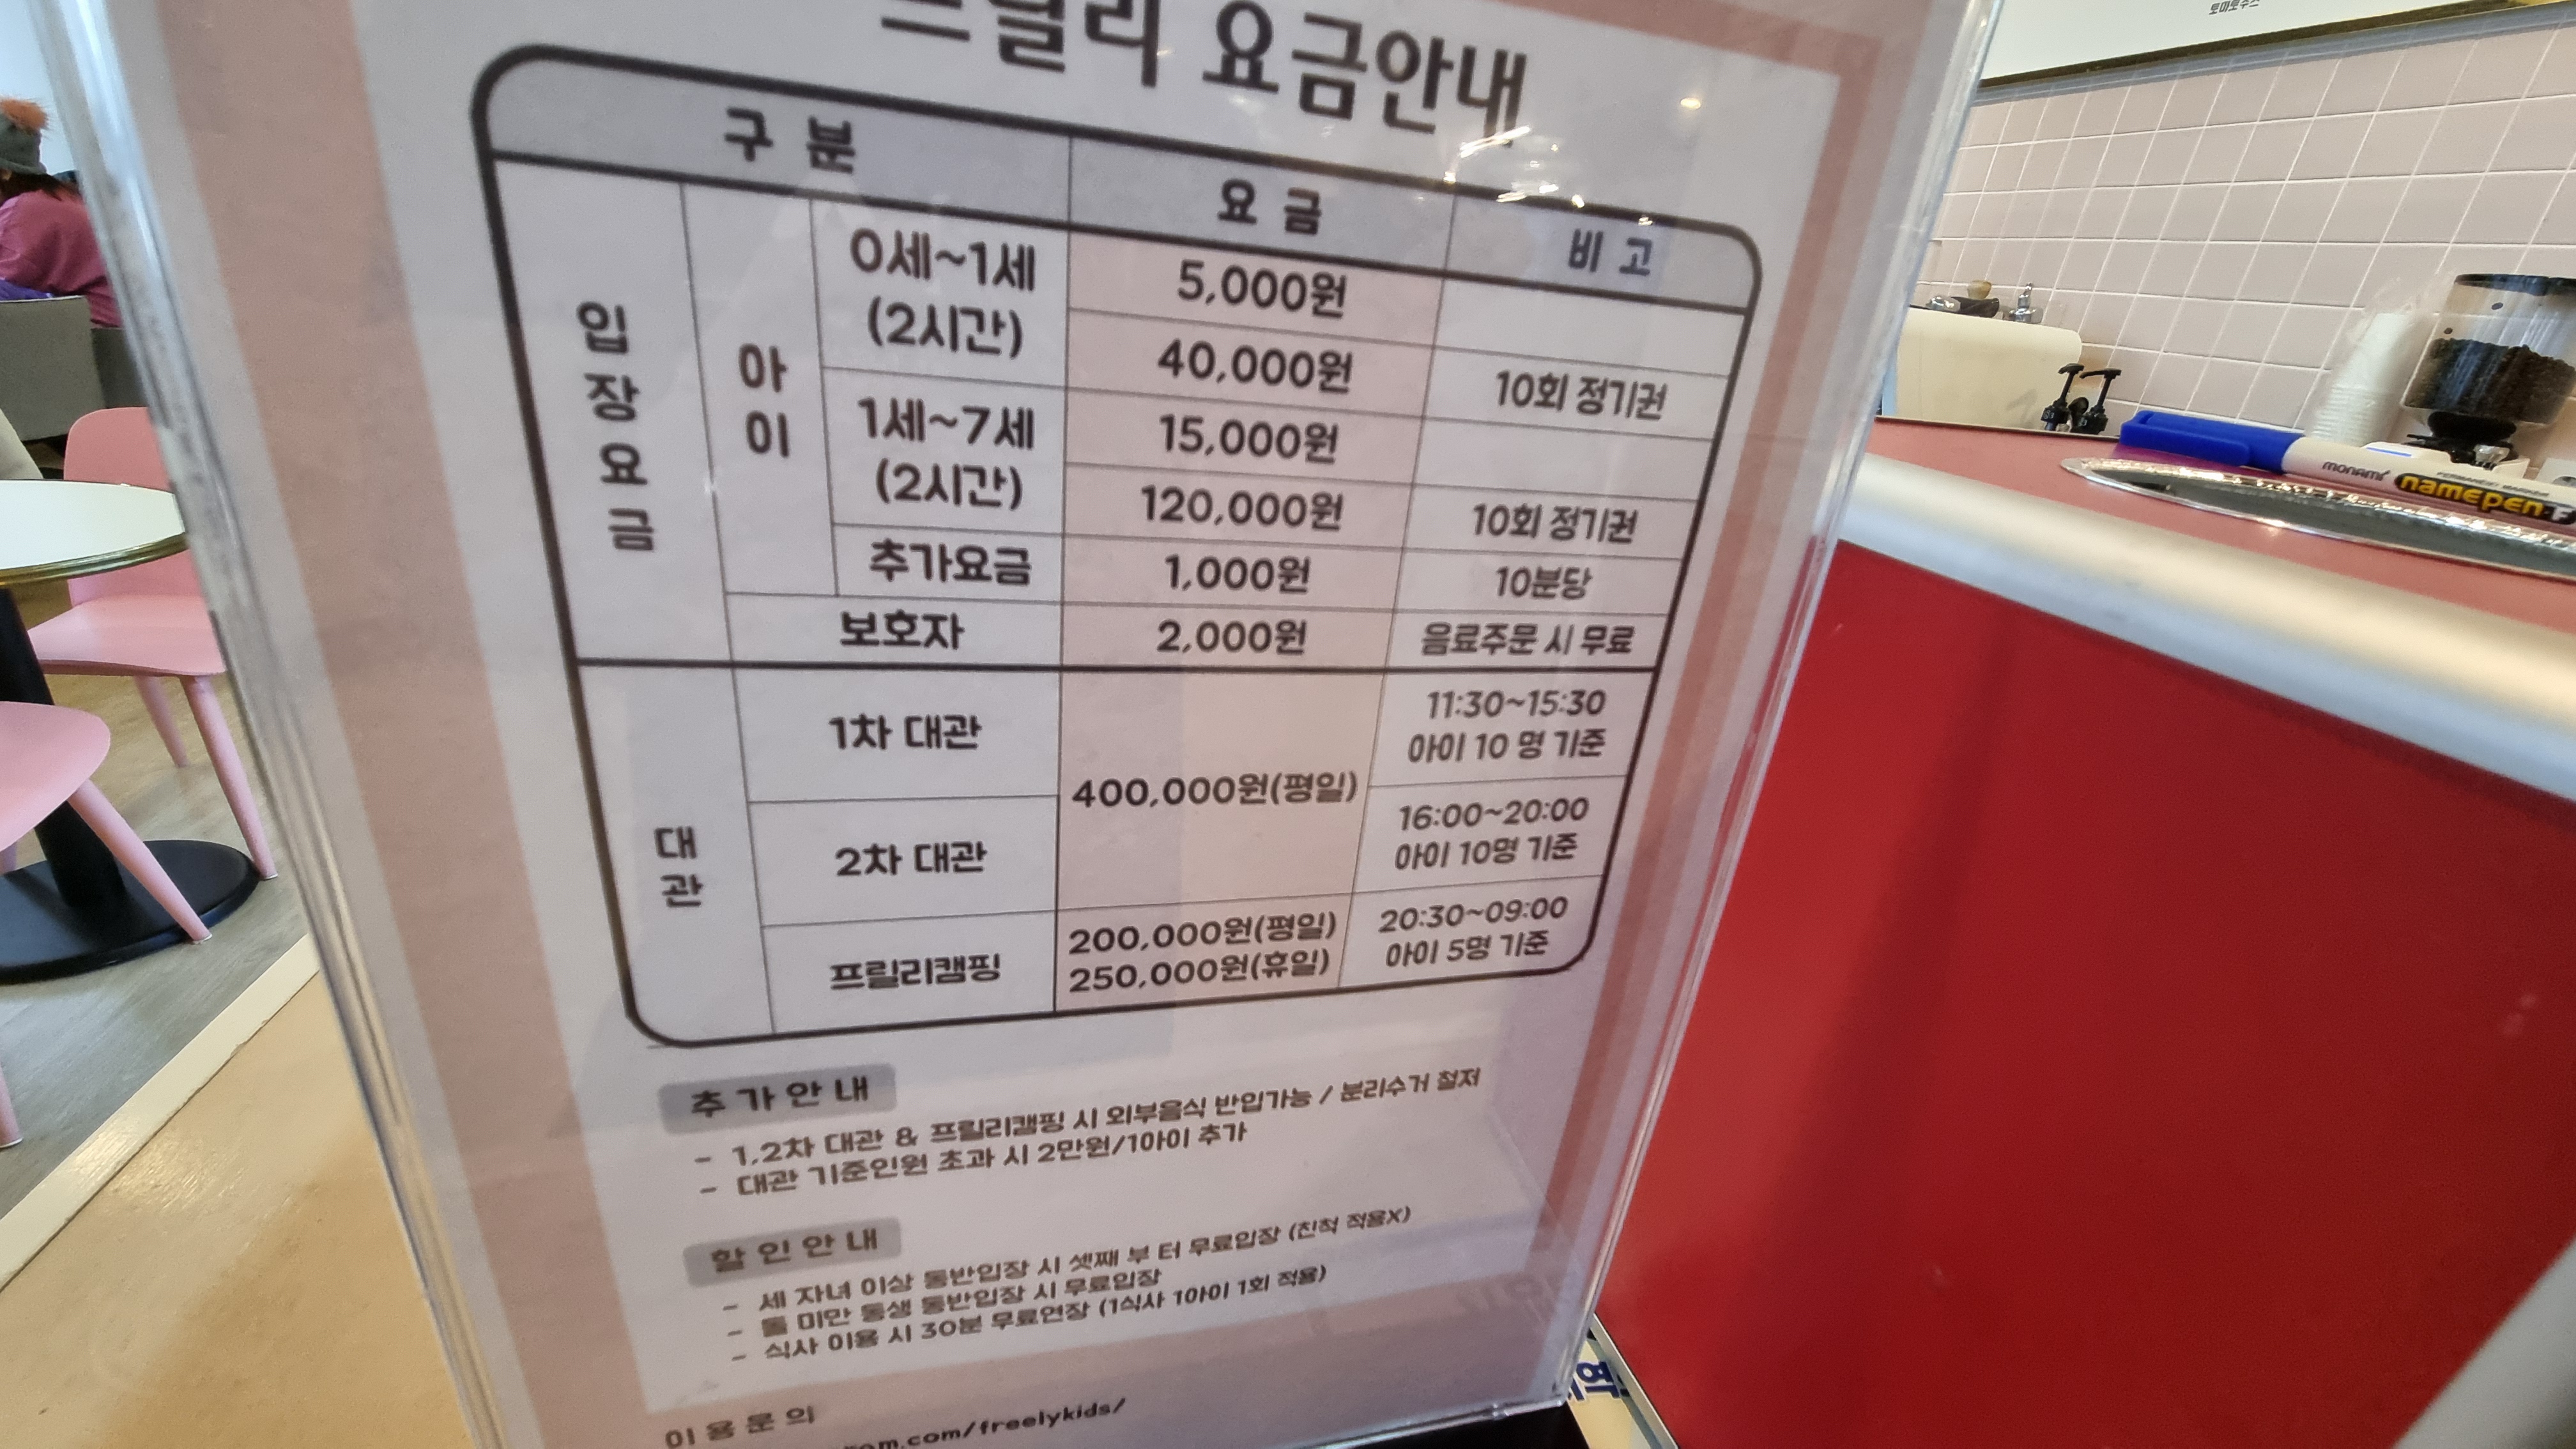 프릴리 요금안내
구 분
요 금
비 고
입장요금
아이
0세~1세
(2시간)
5,000원
40,000원
10회 정기권
1세~7세
(2시간)
15,000원
120,000원
10회 정기권
추가요금
1,000원
10분당
보호자
2,000원
음료주문 시 무료
대관
1차 대관
400,000원(평일)
11:30~15:30
아이 10 명 기준
2차 대관
16:00~20:00
아이 10명 기준
프릴리캠핑
200,000원(평일)
250,000원(휴일)
20:30~09:00
아이 5명 기준
추 가 안 내
- 1.2차 대관 & 프릴리캠핑 시 외부음식 반입가능 / 분리수거 철저
- 대관 기준인원 초과 시 2만원/1아이 추가
할 인 안 내
- 세 자녀 이상 동반입장 시 셋째 부 터 무료입장 (친척 적용X)
- 돌 미만 동생 동반입장 시 무료입장
- 식사 이용 시 30분 무료연장 (1식사 1아이 1회 적용)
이 용 문 의
.com/freelykids/
monami
namepen F